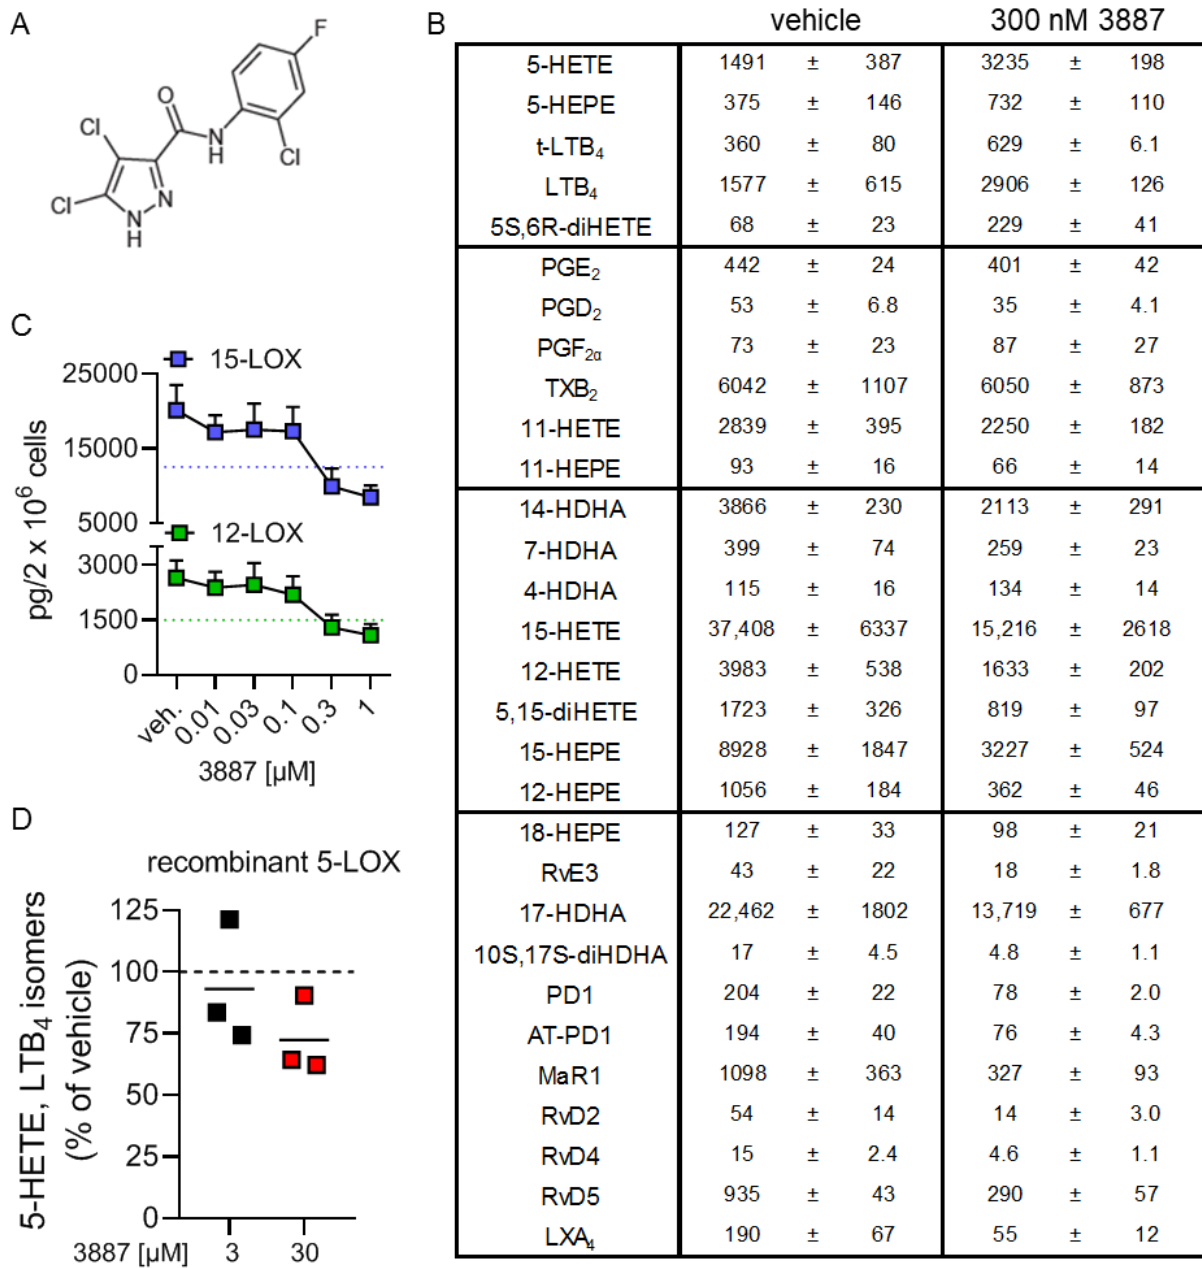 A
F
O
Cl
N
H
Cl
Cl
N
N
H
B
vehicle 300 nM 3887
5-HETE 1491 ± 387 3235 ± 198
5-HEPE 375 ± 146 732 ± 110
t-LTB₄ 360 ± 80 629 ± 6.1
LTB₄ 1577 ± 615 2906 ± 126
5S,6R-diHETE 68 ± 23 229 ± 41
PGE₂ 442 ± 24 401 ± 42
PGD₂ 53 ± 6.8 35 ± 4.1
PGF₂α 73 ± 23 87 ± 27
TXB₂ 6042 ± 1107 6050 ± 873
11-HETE 2839 ± 395 2250 ± 182
11-HEPE 93 ± 16 66 ± 14
14-HDHA 3866 ± 230 2113 ± 291
7-HDHA 399 ± 74 259 ± 23
4-HDHA 115 ± 16 134 ± 14
15-HETE 37,408 ± 6337 15,216 ± 2618
12-HETE 3983 ± 538 1633 ± 202
5,15-diHETE 1723 ± 326 819 ± 97
15-HEPE 8928 ± 1847 3227 ± 524
12-HEPE 1056 ± 184 362 ± 46
18-HEPE 127 ± 33 98 ± 21
RvE3 43 ± 22 18 ± 1.8
17-HDHA 22,462 ± 1802 13,719 ± 677
10S,17S-diHDHA 17 ± 4.5 4.8 ± 1.1
PD1 204 ± 22 78 ± 2.0
AT-PD1 194 ± 40 76 ± 4.3
MaR1 1098 ± 363 327 ± 93
RvD2 54 ± 14 14 ± 3.0
RvD4 15 ± 2.4 4.6 ± 1.1
RvD5 935 ± 43 290 ± 57
LXA₄ 190 ± 67 55 ± 12
C
15-LOX
25000
15000
5000
12-LOX
3000
1500
0
pg/2 x 10⁶ cells
veh. 0.01 0.03 0.1 0.3 1
3887 [µM]
D
recombinant 5-LOX
5-HETE, LTB₄ isomers
(% of vehicle)
125
100
75
50
25
0
3887 [µM] 3 30